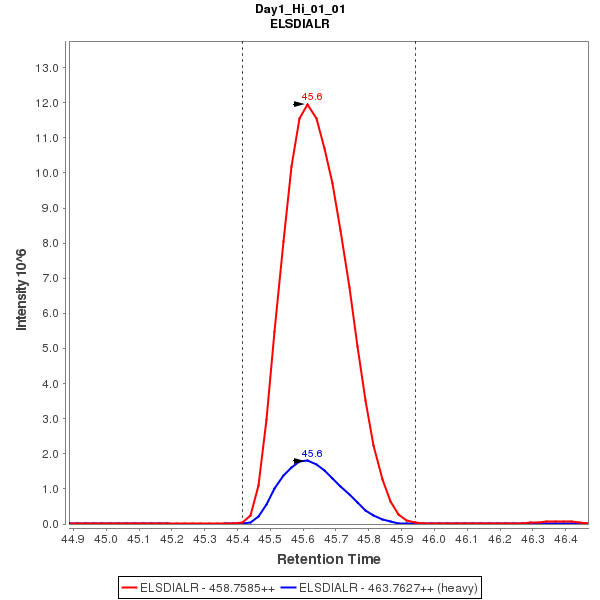 Day1_Hi_01_01
ELSDIALR
Intensity 10^6
13.0
12.0
11.0
10.0
9.0
8.0
7.0
6.0
5.0
4.0
3.0
2.0
1.0
0.0
45.6
45.6
44.9 45.0 45.1 45.2 45.3 45.4 45.5 45.6 45.7 45.8 45.9 46.0 46.1 46.2 46.3 46.4
Retention Time
ELSDIALR - 458.7585++ ELSDIALR - 463.7627++ (heavy)